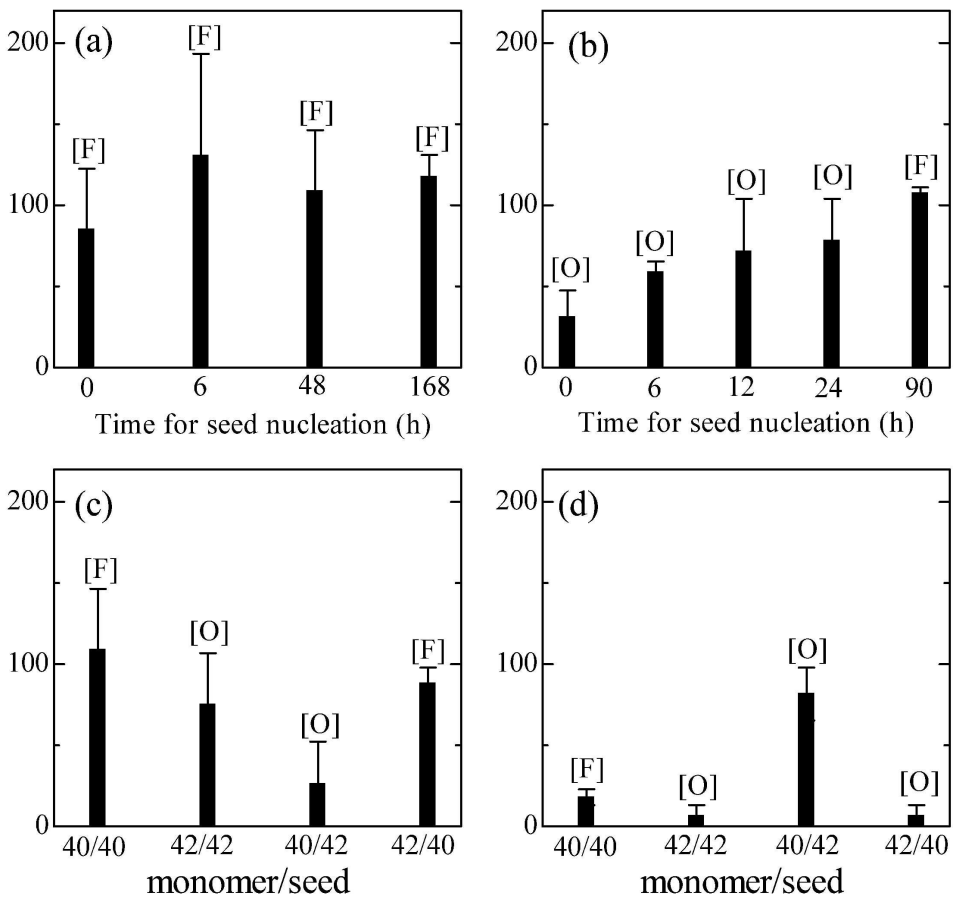 (a)
200
100
0
[F]
[F]
[F]
[F]
0 6 48 168
Time for seed nucleation (h)
(b)
200
100
0
[O]
[O]
[O]
[O]
[F]
0 6 12 24 90
Time for seed nucleation (h)
(c)
200
100
0
[F]
[O]
[O]
[F]
40/40 42/42 40/42 42/40
monomer/seed
(d)
200
100
0
[F]
[O]
[O]
[O]
40/40 42/42 40/42 42/40
monomer/seed